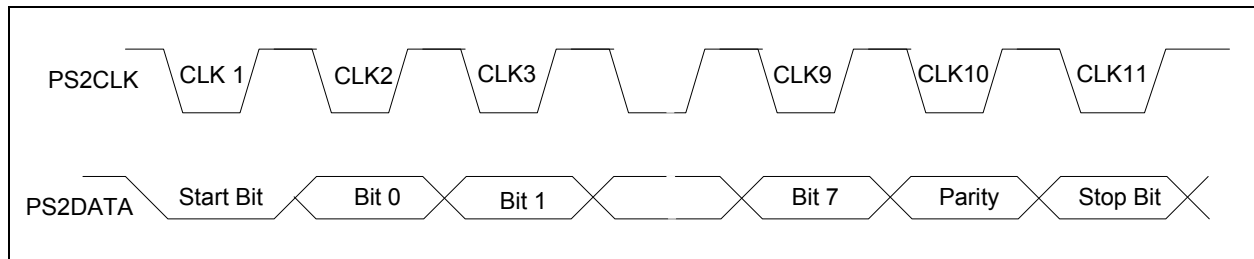 PS2CLK CLK 1 CLK2 CLK3 CLK9 CLK10 CLK11
PS2DATA Start Bit Bit 0 Bit 1 Bit 7 Parity Stop Bit